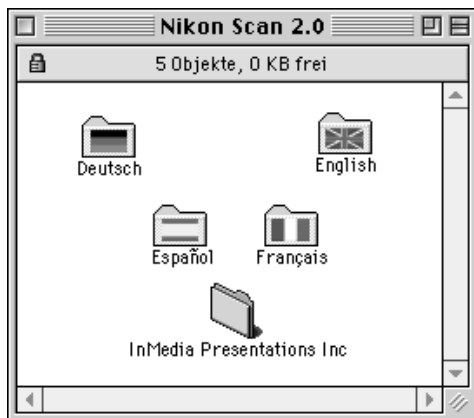 Nikon Scan 2.0
5 Objekte, 0 KB frei
Deutsch
English
Español
Français
InMedia Presentations Inc